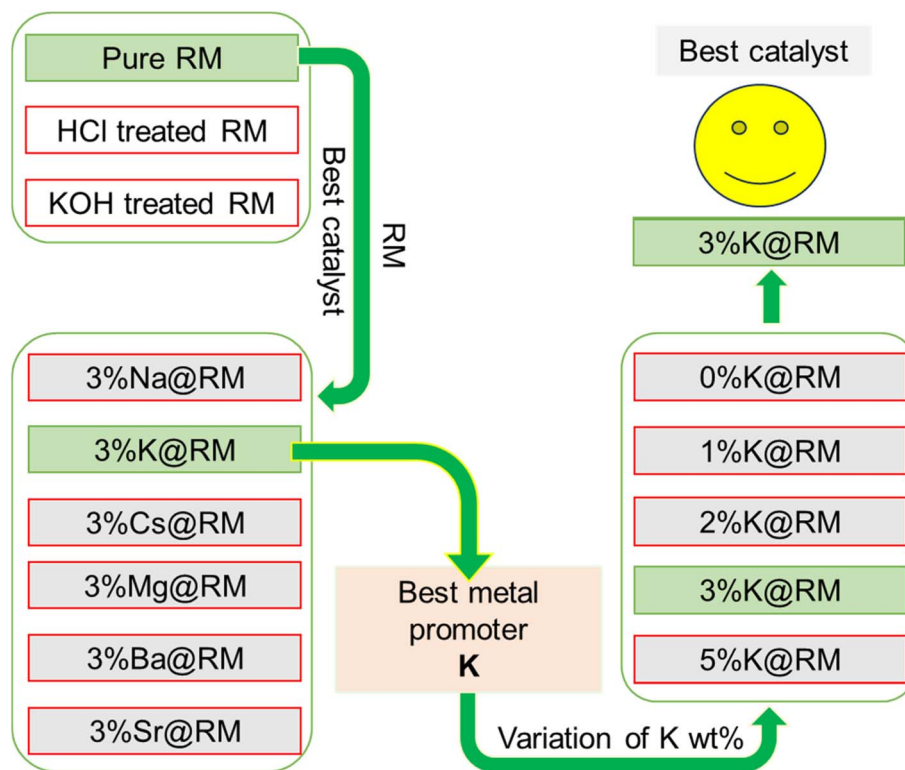 Pure RM
HCl treated RM
KOH treated RM
Best catalyst
RM
3%Na@RM
3%K@RM
3%Cs@RM
3%Mg@RM
3%Ba@RM
3%Sr@RM
Best metal
promoter
K
Variation of K wt%
0%K@RM
1%K@RM
2%K@RM
3%K@RM
5%K@RM
3%K@RM
Best catalyst